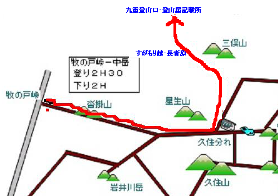 九重登山口・登山届記帳所
三俣山
すがもり越
長者原
牧の戸峠ー中岳
登り2H30
下り2H
牧の戸峠
沓掛山
星生山
久住分れ
久住山
岩井川岳